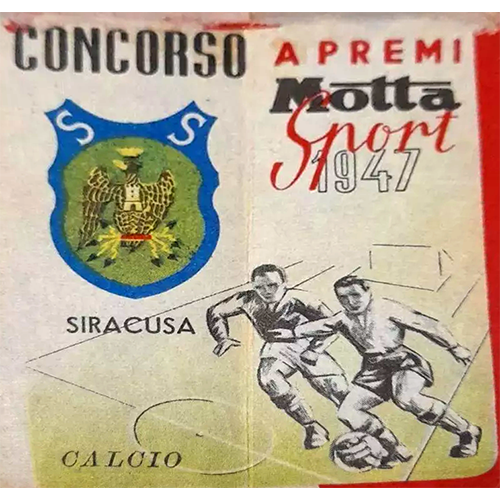 CONCORSO
A PREMI
Motta
Sport
1947
S S
SIRACUSA
CALCIO